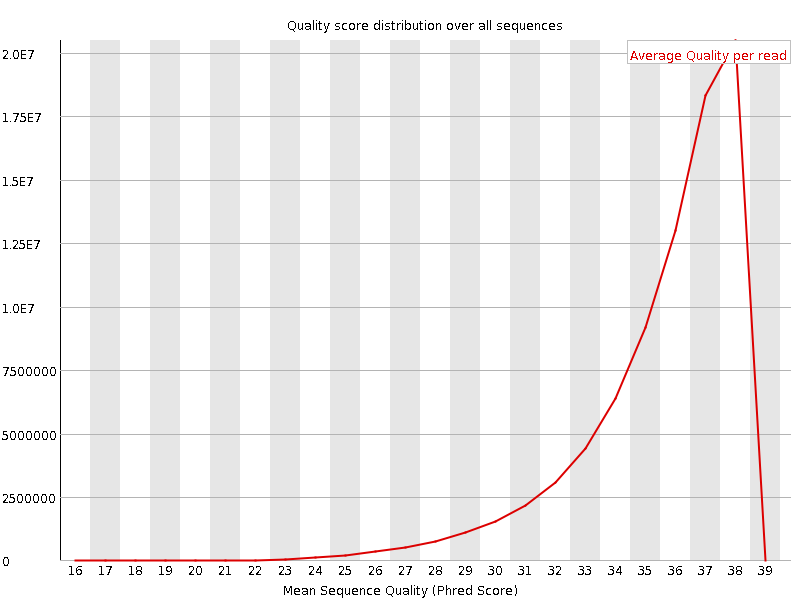 Quality score distribution over all sequences
Average Quality per read
2.0E7
1.75E7
1.5E7
1.25E7
1.0E7
7500000
5000000
2500000
0
16 17 18 19 20 21 22 23 24 25 26 27 28 29 30 31 32 33 34 35 36 37 38 39
Mean Sequence Quality (Phred Score)